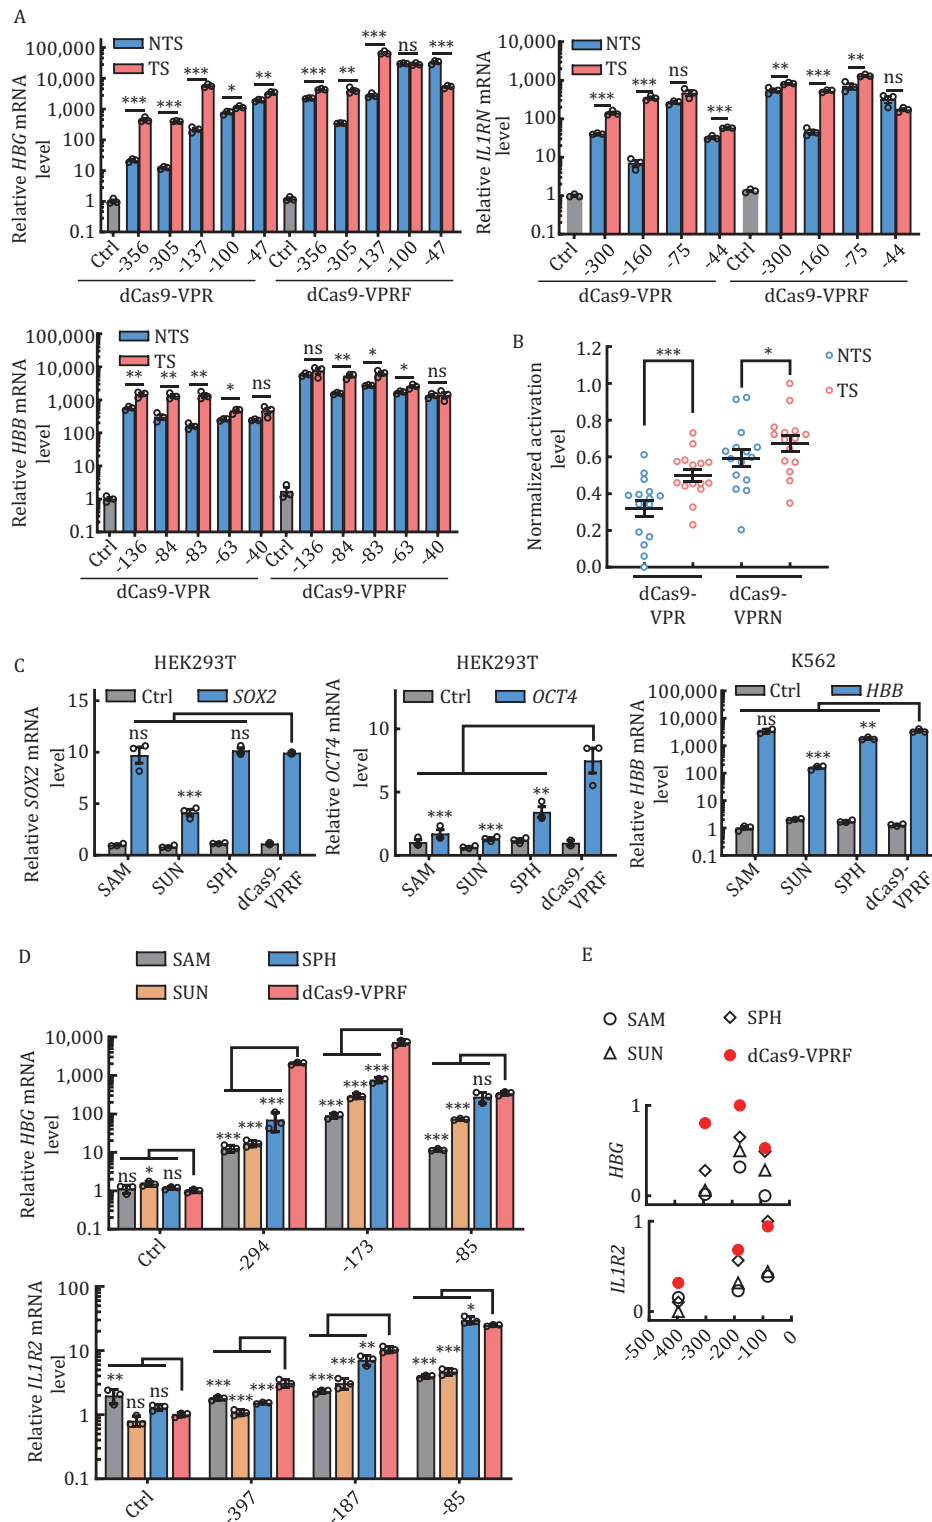 A
Relative HBG mRNA
level
100,000
10,000
1,000
100
10
1
0.1
NTS
TS
*** *** *** * ** *** ** *** ns ***
Ctrl -356 -305 -137 -100 -47 Ctrl -356 -305 -137 -100 -47
dCas9-VPR dCas9-VPRF
Relative IL1RN mRNA
level
10,000
1,000
100
10
1
0.1
NTS
TS
*** *** ns *** ** *** ** ns
Ctrl -300 -160 -75 -44 Ctrl -300 -160 -75 -44
dCas9-VPR dCas9-VPRF
Relative HBB mRNA
level
100,000
10,000
1,000
100
10
1
0.1
NTS
TS
** ** ** * ns ns ** * * ns
Ctrl -136 -84 -83 -63 -40 Ctrl -136 -84 -83 -63 -40
dCas9-VPR dCas9-VPRF
B
Normalized activation
level
1.2
1.0
0.8
0.6
0.4
0.2
0.0
*** *
NTS
TS
dCas9-
VPR
dCas9-
VPRN
C
HEK293T
Ctrl SOX2
Relative SOX2 mRNA
level
15
10
5
0
ns *** ns
SAM SUN SPH dCas9-
VPRF
HEK293T
Ctrl OCT4
Relative OCT4 mRNA
level
10
5
0
*** *** **
SAM SUN SPH dCas9-
VPRF
K562
Ctrl HBB
Relative HBB mRNA
level
10,000
1,000
100
10
1
0.1
ns *** **
SAM SUN SPH dCas9-
VPRF
D
SAM SPH
SUN dCas9-VPRF
Relative HBG mRNA
level
10,000
1,000
100
10
1
0.1
ns * ns *** *** *** *** *** *** *** *** ns
Ctrl -294 -173 -85
Relative IL1R2 mRNA
level
100
10
1
0.1
** ns ns *** *** *** *** *** ** *** *** *
Ctrl -397 -187 -85
E
SAM SPH
SUN dCas9-VPRF
HBG
1
0
IL1R2
1
0
-500 -400 -300 -200 -100 0